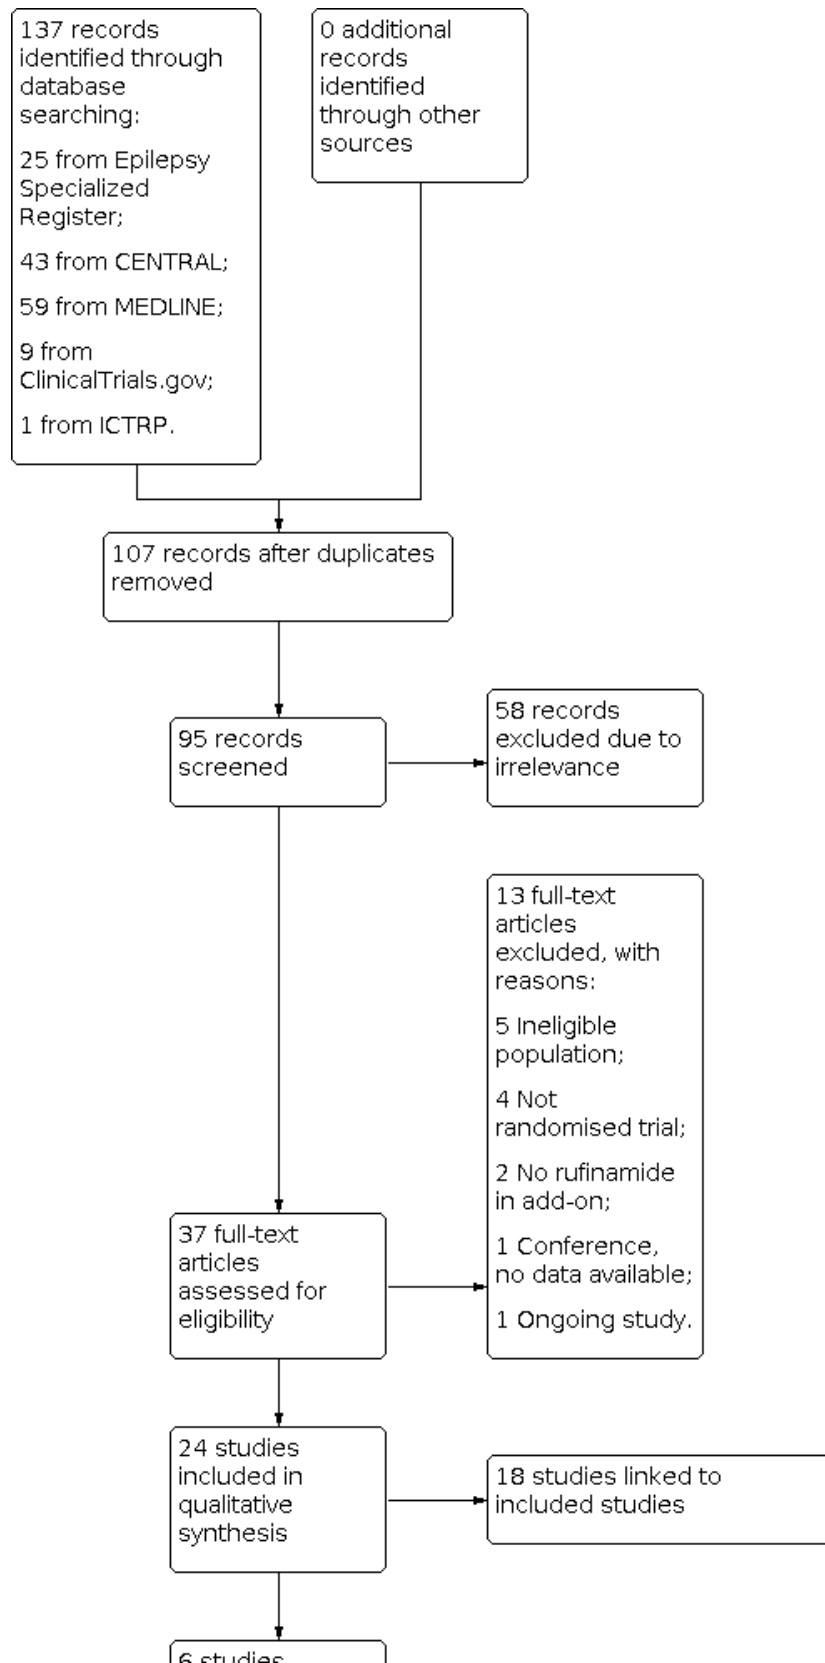 137 records
identified through
database
searching:
25 from Epilepsy
Specialized
Register;
43 from CENTRAL;
59 from MEDLINE;
9 from
ClinicalTrials.gov;
1 from ICTRP.
0 additional
records
identified
through other
sources
107 records after duplicates
removed
95 records
screened
58 records
excluded due to
irrelevance
13 full-text
articles
excluded, with
reasons:
5 Ineligible
population;
4 Not
randomised trial;
2 No rufinamide
in add-on;
1 Conference,
no data available;
1 Ongoing study.
37 full-text
articles
assessed for
eligibility
24 studies
included in
qualitative
synthesis
18 studies linked to
included studies
6 studies